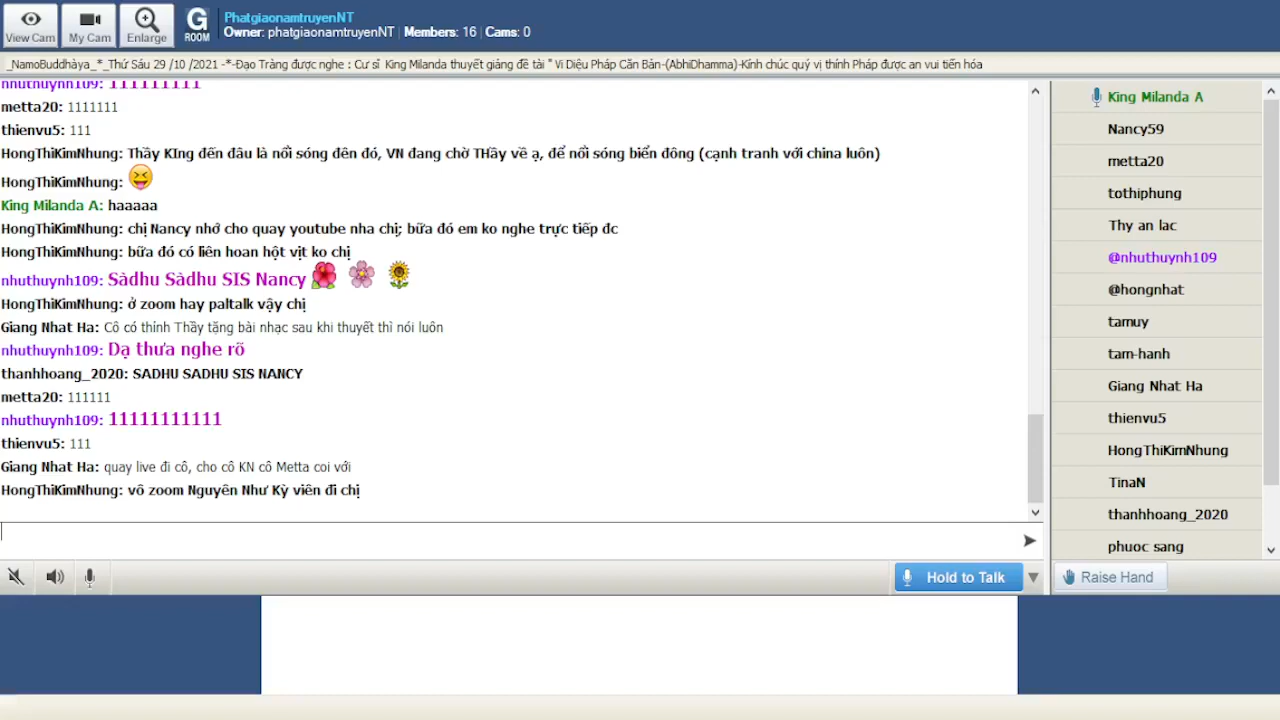 View Cam
My Cam
Enlarge
G
ROOM
PhatgiaonamtruyenNT
Owner: phatgiaonamtruyenNT | Members: 16 | Cams: 0
_NamoBuddhàya_*_Thứ Sáu 29 /10 /2021 -*-Đạo Tràng được nghe : Cư sĩ King Milanda thuyết giảng đề tài " Vi Diệu Pháp Căn Bản-(AbhiDhamma)-Kính chúc quý vị thính Pháp được an vui tiến hóa
nhuthuynh109: 111111111
metta20: 1111111
thienvu5: 111
HongThiKimNhung: Thầy KIng đến đâu là nổi sóng đên đó, VN đang chờ THầy về ạ, để nổi sóng biển đông (cạnh tranh với china luôn)
HongThiKimNhung:
King Milanda A: haaaaa
HongThiKimNhung: chị Nancy nhớ cho quay youtube nha chị; bữa đó em ko nghe trực tiếp đc
HongThiKimNhung: bữa đó có liên hoan hột vịt ko chị
nhuthuynh109: Sàdhu Sàdhu SIS Nancy
HongThiKimNhung: ở zoom hay paltalk vậy chị
Giang Nhat Ha: Cô có thỉnh Thầy tặng bài nhạc sau khi thuyết thì nói luôn
nhuthuynh109: Dạ thưa nghe rõ
thanhhoang_2020: SADHU SADHU SIS NANCY
metta20: 111111
nhuthuynh109: 11111111111
thienvu5: 111
Giang Nhat Ha: quay live đi cô, cho cô KN cô Metta coi với
HongThiKimNhung: vô zoom Nguyên Như Kỳ viên đi chị
Hold to Talk
King Milanda A
Nancy59
metta20
tothiphung
Thy an lac
@nhuthuynh109
@hongnhat
tamuy
tam-hanh
Giang Nhat Ha
thienvu5
HongThiKimNhung
TinaN
thanhhoang_2020
phuoc sang
Raise Hand